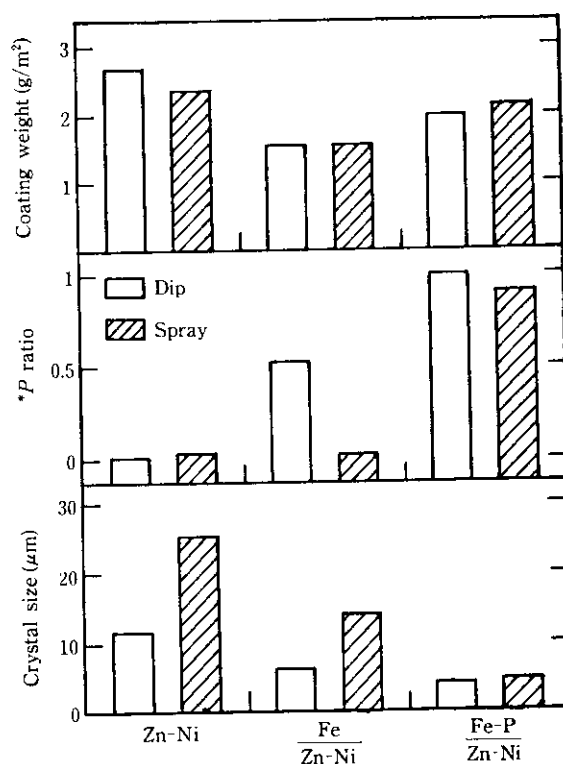 Coating weight (g/m²)
3
2
1
*P ratio
1
0.5
0
Dip
Spray
Crystal size (μm)
30
20
10
0
Zn-Ni
Fe
Zn-Ni
Fe-P
Zn-Ni